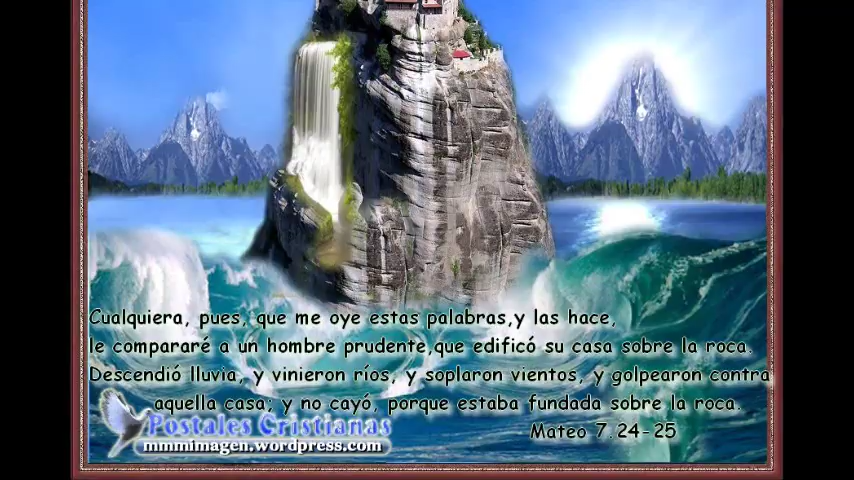 Cualquiera, pues, que me oye estas palabras,y las hace,
le compararé a un hombre prudente,que edificó su casa sobre la roca.
Descendió lluvia, y vinieron ríos, y soplaron vientos, y golpearon contra
aquella casa; y no cayó, porque estaba fundada sobre la roca.
Mateo 7.24-25
Postales Cristianas
mmmimagen.wordpress.com